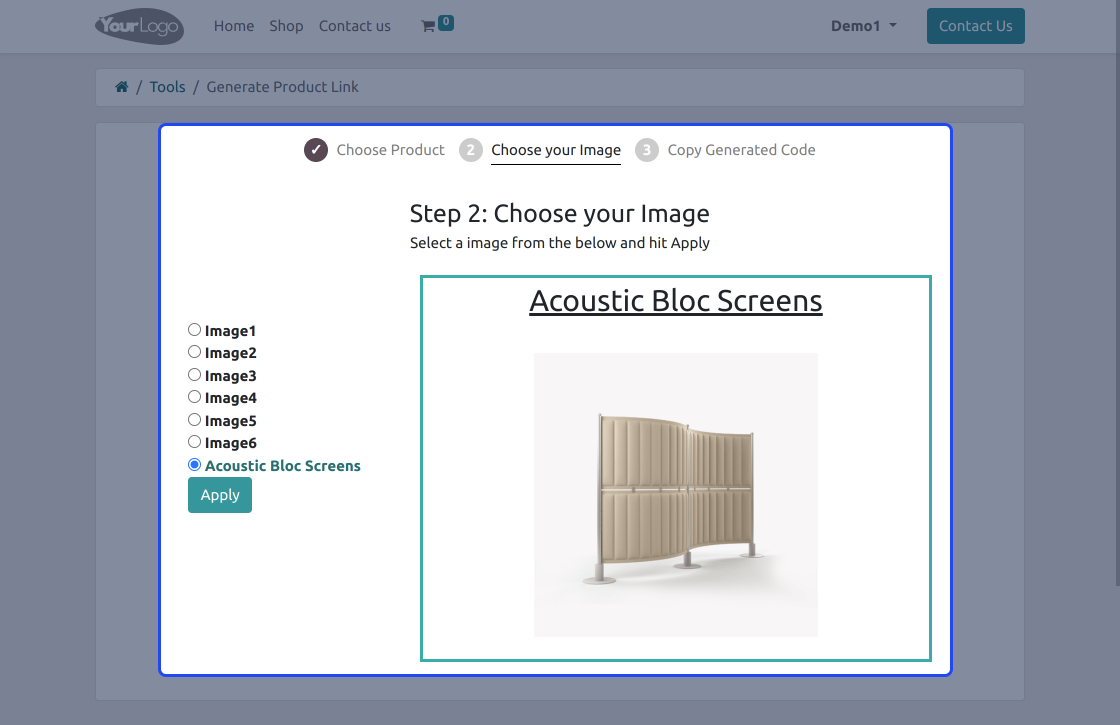 YourLogo Home Shop Contact us 0 Demo1 Contact Us
/ Tools / Generate Product Link
✓ Choose Product 2 Choose your Image 3 Copy Generated Code
Step 2: Choose your Image
Select a image from the below and hit Apply
Acoustic Bloc Screens
Image1
Image2
Image3
Image4
Image5
Image6
Acoustic Bloc Screens
Apply